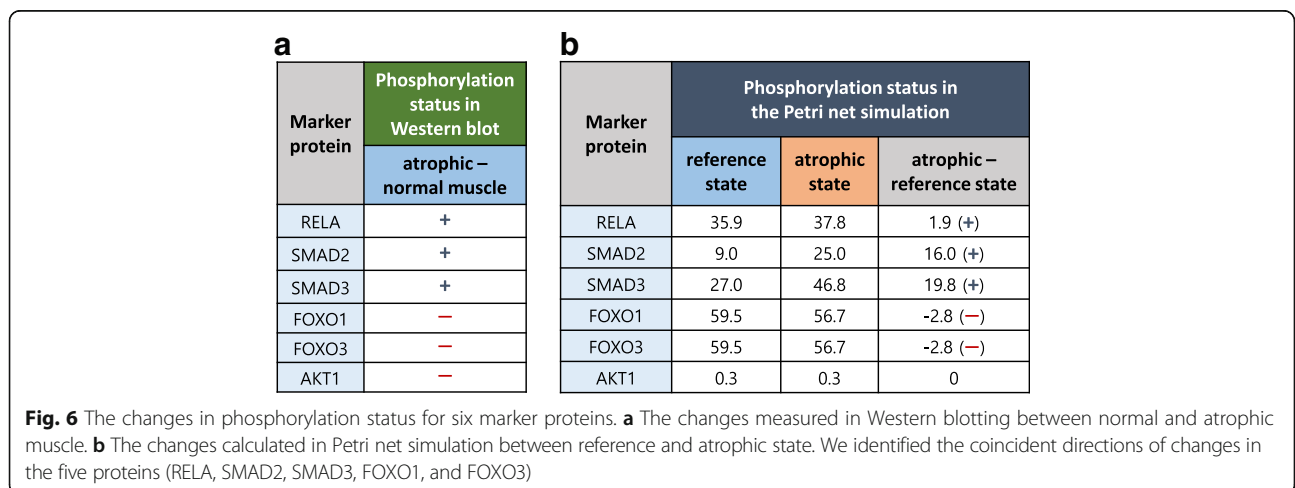 a
Marker protein
Phosphorylation status in Western blot
atrophic – normal muscle
RELA +
SMAD2 +
SMAD3 +
FOXO1 —
FOXO3 —
AKT1 —
b
Marker protein
Phosphorylation status in the Petri net simulation
reference state
atrophic state
atrophic – reference state
RELA 35.9 37.8 1.9 (+)
SMAD2 9.0 25.0 16.0 (+)
SMAD3 27.0 46.8 19.8 (+)
FOXO1 59.5 56.7 -2.8 (—)
FOXO3 59.5 56.7 -2.8 (—)
AKT1 0.3 0.3 0
Fig. 6 The changes in phosphorylation status for six marker proteins. a The changes measured in Western blotting between normal and atrophic
muscle. b The changes calculated in Petri net simulation between reference and atrophic state. We identified the coincident directions of changes in
the five proteins (RELA, SMAD2, SMAD3, FOXO1, and FOXO3)